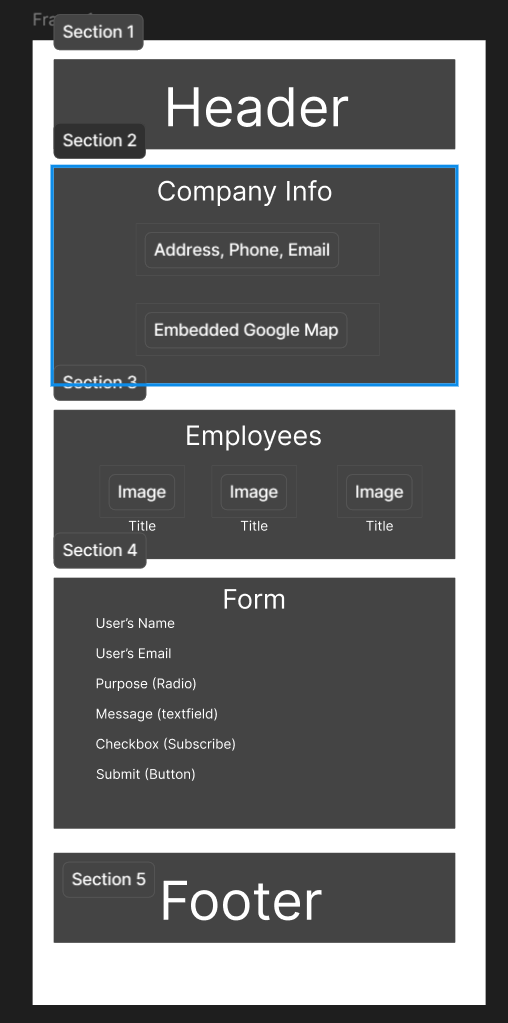 Section 1
Header
Section 2
Company Info
Address, Phone, Email
Embedded Google Map
Section 3
Employees
Image Image Image
Title Title Title
Section 4
Form
User’s Name
User’s Email
Purpose (Radio)
Message (textfield)
Checkbox (Subscribe)
Submit (Button)
Section 5
Footer